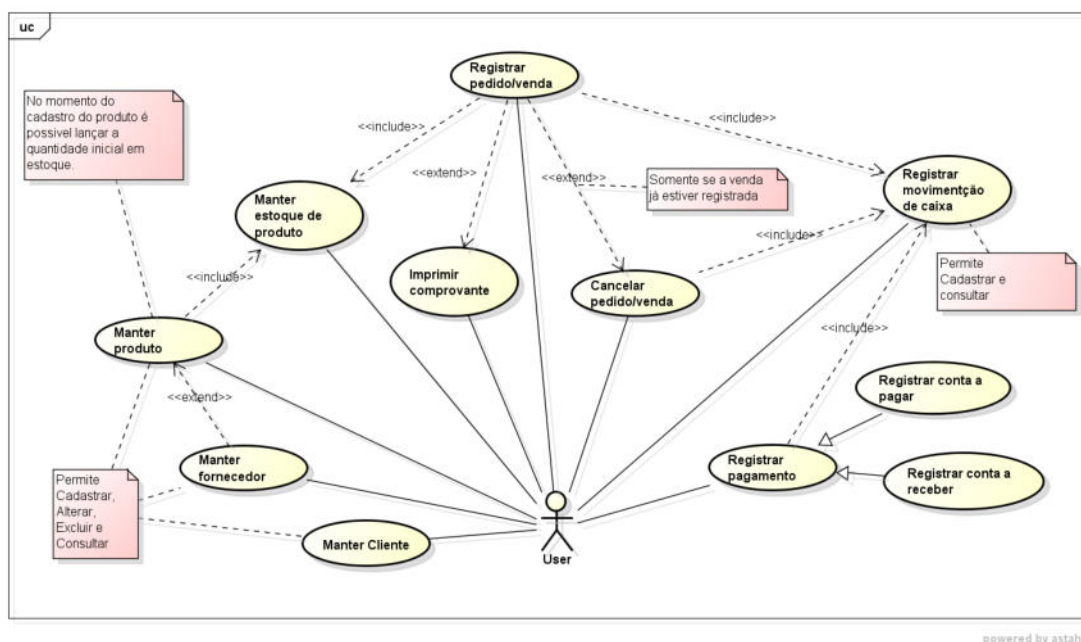 uc
Registrar
pedido/venda
No momento do
cadastro do produto é
possivel lançar a
quantidade inicial em
estoque.
<<include>>
<<include>>
<<extend>>
<<extend>>
Somente se a venda
já estiver registrada
Registrar
movimentção
de caixa
Manter
estoque de
produto
<<include>>
Imprimir
comprovante
Cancelar
pedido/venda
Permite
Cadastrar e
consultar
<<include>>
Manter
produto
<<include>>
<<extend>>
Registrar conta a
pagar
Manter
fornecedor
Registrar
pagamento
Registrar conta a
receber
Permite
Cadastrar,
Alterar,
Excluir e
Consultar
Manter Cliente
User
powered by astah